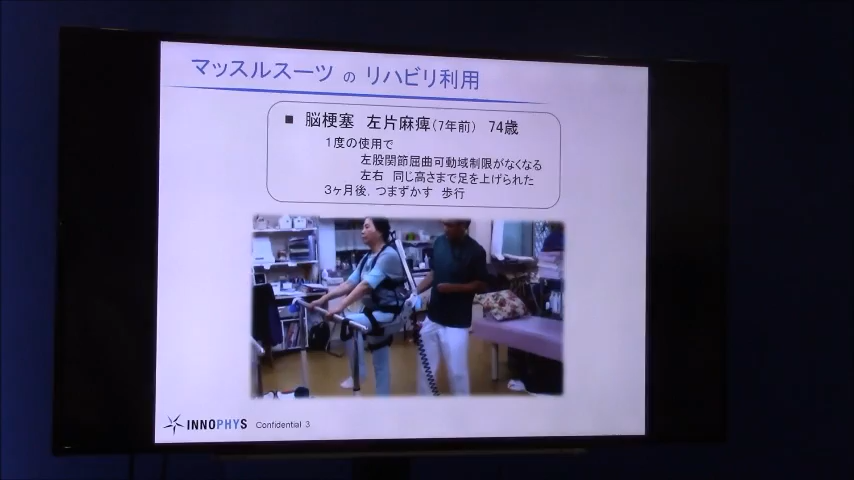 マッスルスーツ の リハビリ利用
■ 脳梗塞 左片麻痺(7年前) 74歳
1度の使用で
左股関節屈曲可動域制限がなくなる
左右 同じ高さまで足を上げられた
3ヶ月後、つまずかす 歩行
INNOPHYS Confidential 3